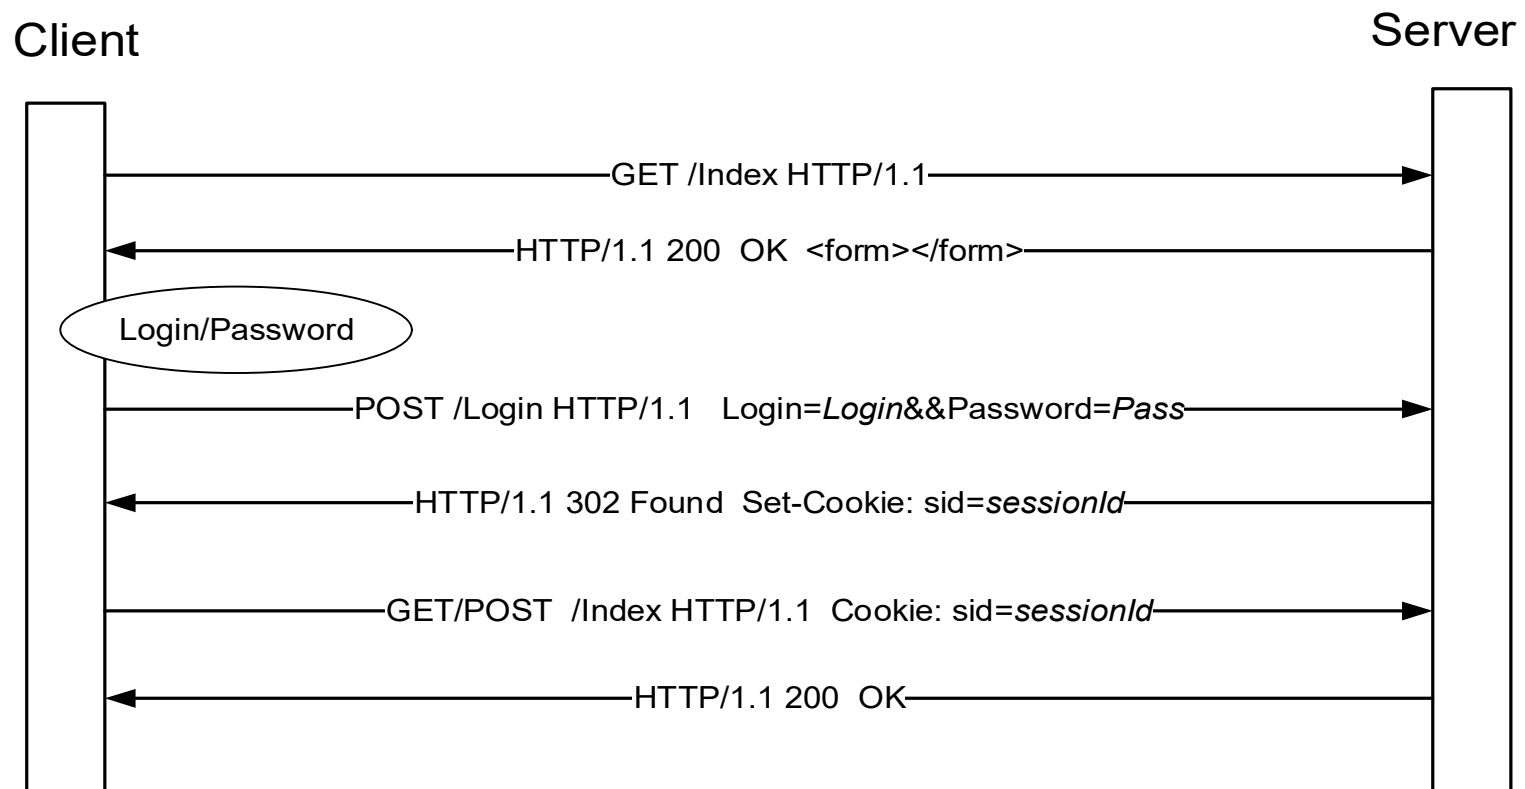 Client
Server
GET /Index HTTP/1.1
HTTP/1.1 200  OK  <form></form>
Login/Password
POST /Login HTTP/1.1   Login=Login&&Password=Pass
HTTP/1.1 302 Found  Set-Cookie: sid=sessionId
GET/POST  /Index HTTP/1.1  Cookie: sid=sessionId
HTTP/1.1 200  OK